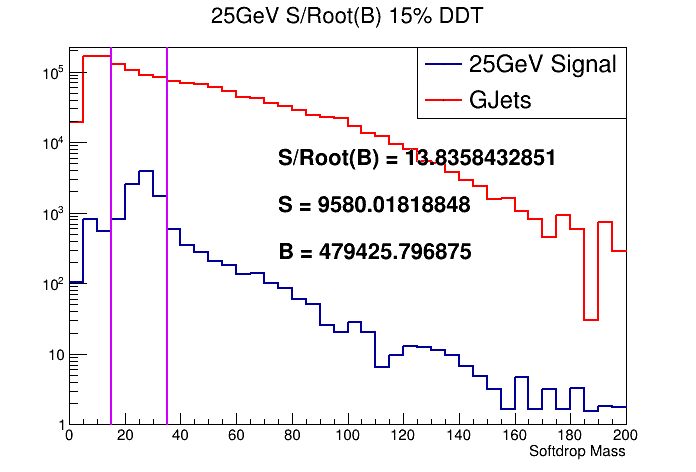 25GeV S/Root(B) 15% DDT
25GeV Signal
GJets
S/Root(B) = 13.8358432851
S = 9580.01818848
B = 479425.796875
10^5
10^4
10^3
10^2
10
1
0 20 40 60 80 100 120 140 160 180 200
Softdrop Mass